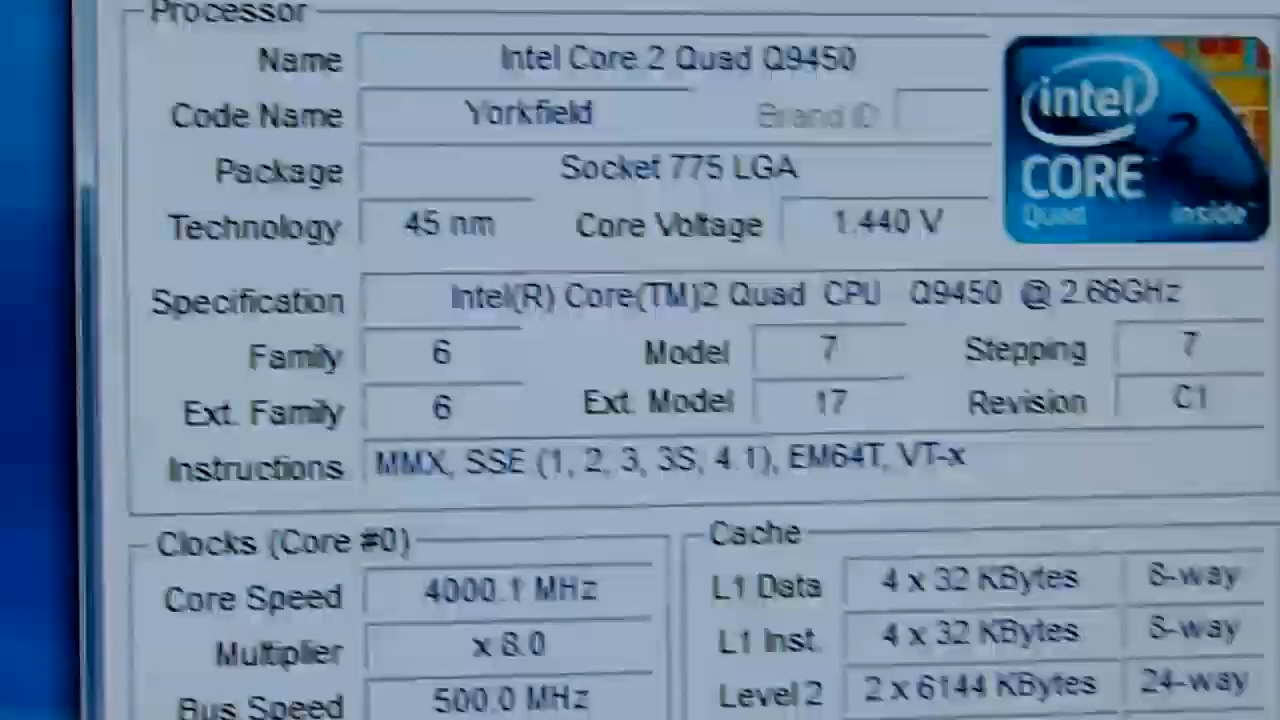 Processor
Name Intel Core 2 Quad Q9450
Code Name Yorkfield Brand ID
Package Socket 775 LGA
Technology 45 nm Core Voltage 1.440 V
intel CORE 2 Quad inside
Specification Intel(R) Core(TM)2 Quad CPU Q9450 @ 2.66GHz
Family 6 Model 7 Stepping 7
Ext. Family 6 Ext. Model 17 Revision C1
Instructions MMX, SSE (1, 2, 3, 3S, 4.1), EM64T, VT-x
Clocks (Core #0)
Core Speed 4000.1 MHz
Multiplier x 8.0
Bus Speed 500.0 MHz
Cache
L1 Data 4 x 32 KBytes 8-way
L1 Inst. 4 x 32 KBytes 8-way
Level 2 2 x 6144 KBytes 24-way